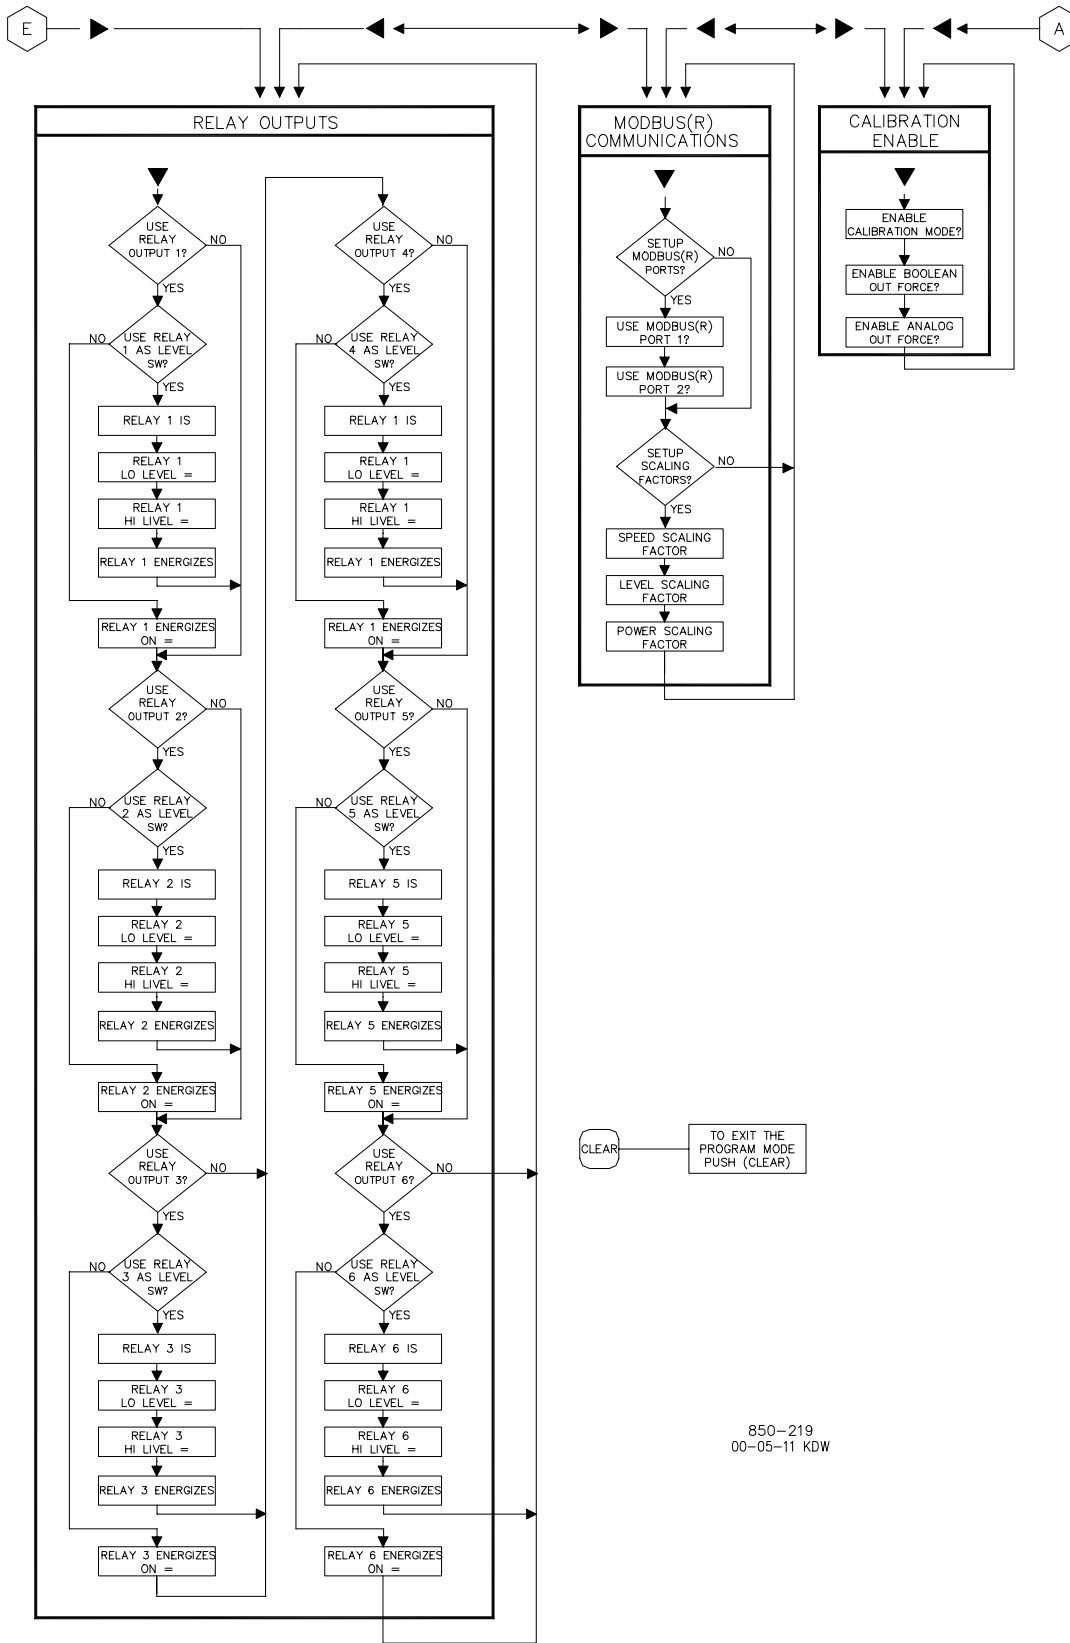 E
A
RELAY OUTPUTS
USE
RELAY
OUTPUT 1?
NO
YES
NO
USE RELAY
1 AS LEVEL
SW?
YES
RELAY 1 IS
RELAY 1
LO LEVEL =
RELAY 1
HI LIVEL =
RELAY 1 ENERGIZES
RELAY 1 ENERGIZES
ON =
USE
RELAY
OUTPUT 2?
NO
YES
NO
USE RELAY
2 AS LEVEL
SW?
YES
RELAY 2 IS
RELAY 2
LO LEVEL =
RELAY 2
HI LIVEL =
RELAY 2 ENERGIZES
RELAY 2 ENERGIZES
ON =
USE
RELAY
OUTPUT 3?
NO
YES
NO
USE RELAY
3 AS LEVEL
SW?
YES
RELAY 3 IS
RELAY 3
LO LEVEL =
RELAY 3
HI LIVEL =
RELAY 3 ENERGIZES
RELAY 3 ENERGIZES
ON =
USE
RELAY
OUTPUT 4?
NO
YES
NO
USE RELAY
4 AS LEVEL
SW?
YES
RELAY 1 IS
RELAY 1
LO LEVEL =
RELAY 1
HI LIVEL =
RELAY 1 ENERGIZES
RELAY 1 ENERGIZES
ON =
USE
RELAY
OUTPUT 5?
NO
YES
NO
USE RELAY
5 AS LEVEL
SW?
YES
RELAY 5 IS
RELAY 5
LO LEVEL =
RELAY 5
HI LIVEL =
RELAY 5 ENERGIZES
RELAY 5 ENERGIZES
ON =
USE
RELAY
OUTPUT 6?
NO
YES
NO
USE RELAY
6 AS LEVEL
SW?
YES
RELAY 6 IS
RELAY 6
LO LEVEL =
RELAY 6
HI LIVEL =
RELAY 6 ENERGIZES
RELAY 6 ENERGIZES
ON =
MODBUS(R)
COMMUNICATIONS
SETUP
MODBUS(R)
PORTS?
NO
YES
USE MODBUS(R)
PORT 1?
USE MODBUS(R)
PORT 2?
SETUP
SCALING
FACTORS?
NO
YES
SPEED SCALING
FACTOR
LEVEL SCALING
FACTOR
POWER SCALING
FACTOR
CALIBRATION
ENABLE
ENABLE
CALIBRATION MODE?
ENABLE BOOLEAN
OUT FORCE?
ENABLE ANALOG
OUT FORCE?
CLEAR
TO EXIT THE
PROGRAM MODE
PUSH (CLEAR)
850-219
00-05-11 KDW